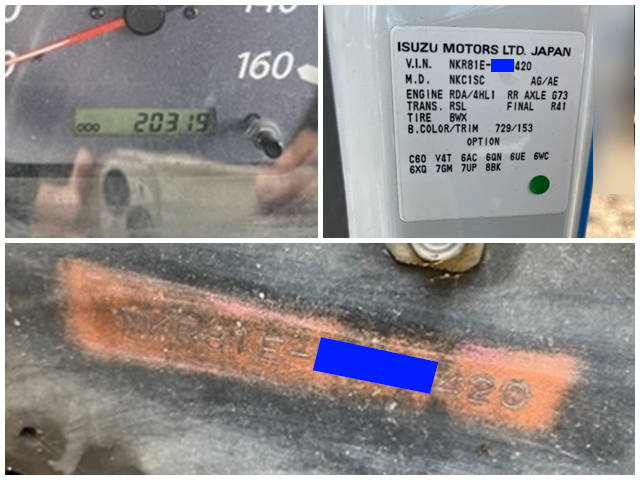 140
160
000 20319
ISUZU MOTORS LTD. JAPAN
V.I.N. NKR81E- 420
M.D. NKC1SC AG/AE
ENGINE RDA/4HL1 RR AXLE G73
TRANS. RSL FINAL R41
TIRE BWX
B.COLOR/TRIM 729/153
OPTION
C60 V4T 6AC 6QN 6UE 6WC
6XQ 7GM 7UP 8BK
NKR81E- 420